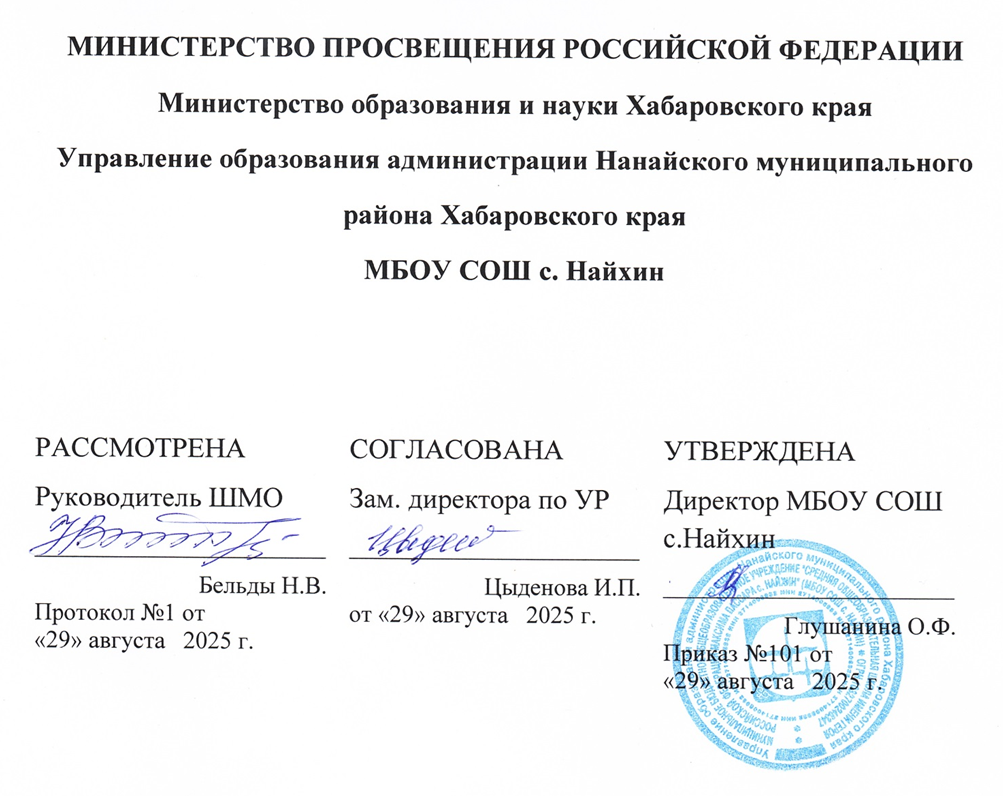 МИНИСТЕРСТВО ПРОСВЕЩЕНИЯ РОССИЙСКОЙ ФЕДЕРАЦИИ
Министерство образования и науки Хабаровского края
Управление образования администрации Нанайского муниципального
района Хабаровского края
МБОУ СОШ с. Найхин
РАССМОТРЕНА
Руководитель ШМО
Бельды Н.В.
Протокол №1 от
«29» августа 2025 г.
СОГЛАСОВАНА
Зам. директора по УР
Цыденова И.П.
от «29» августа 2025 г.
УТВЕРЖДЕНА
Директор МБОУ СОШ
с.Найхин
Глушанина О.Ф.
Приказ №101 от
«29» августа 2025 г.